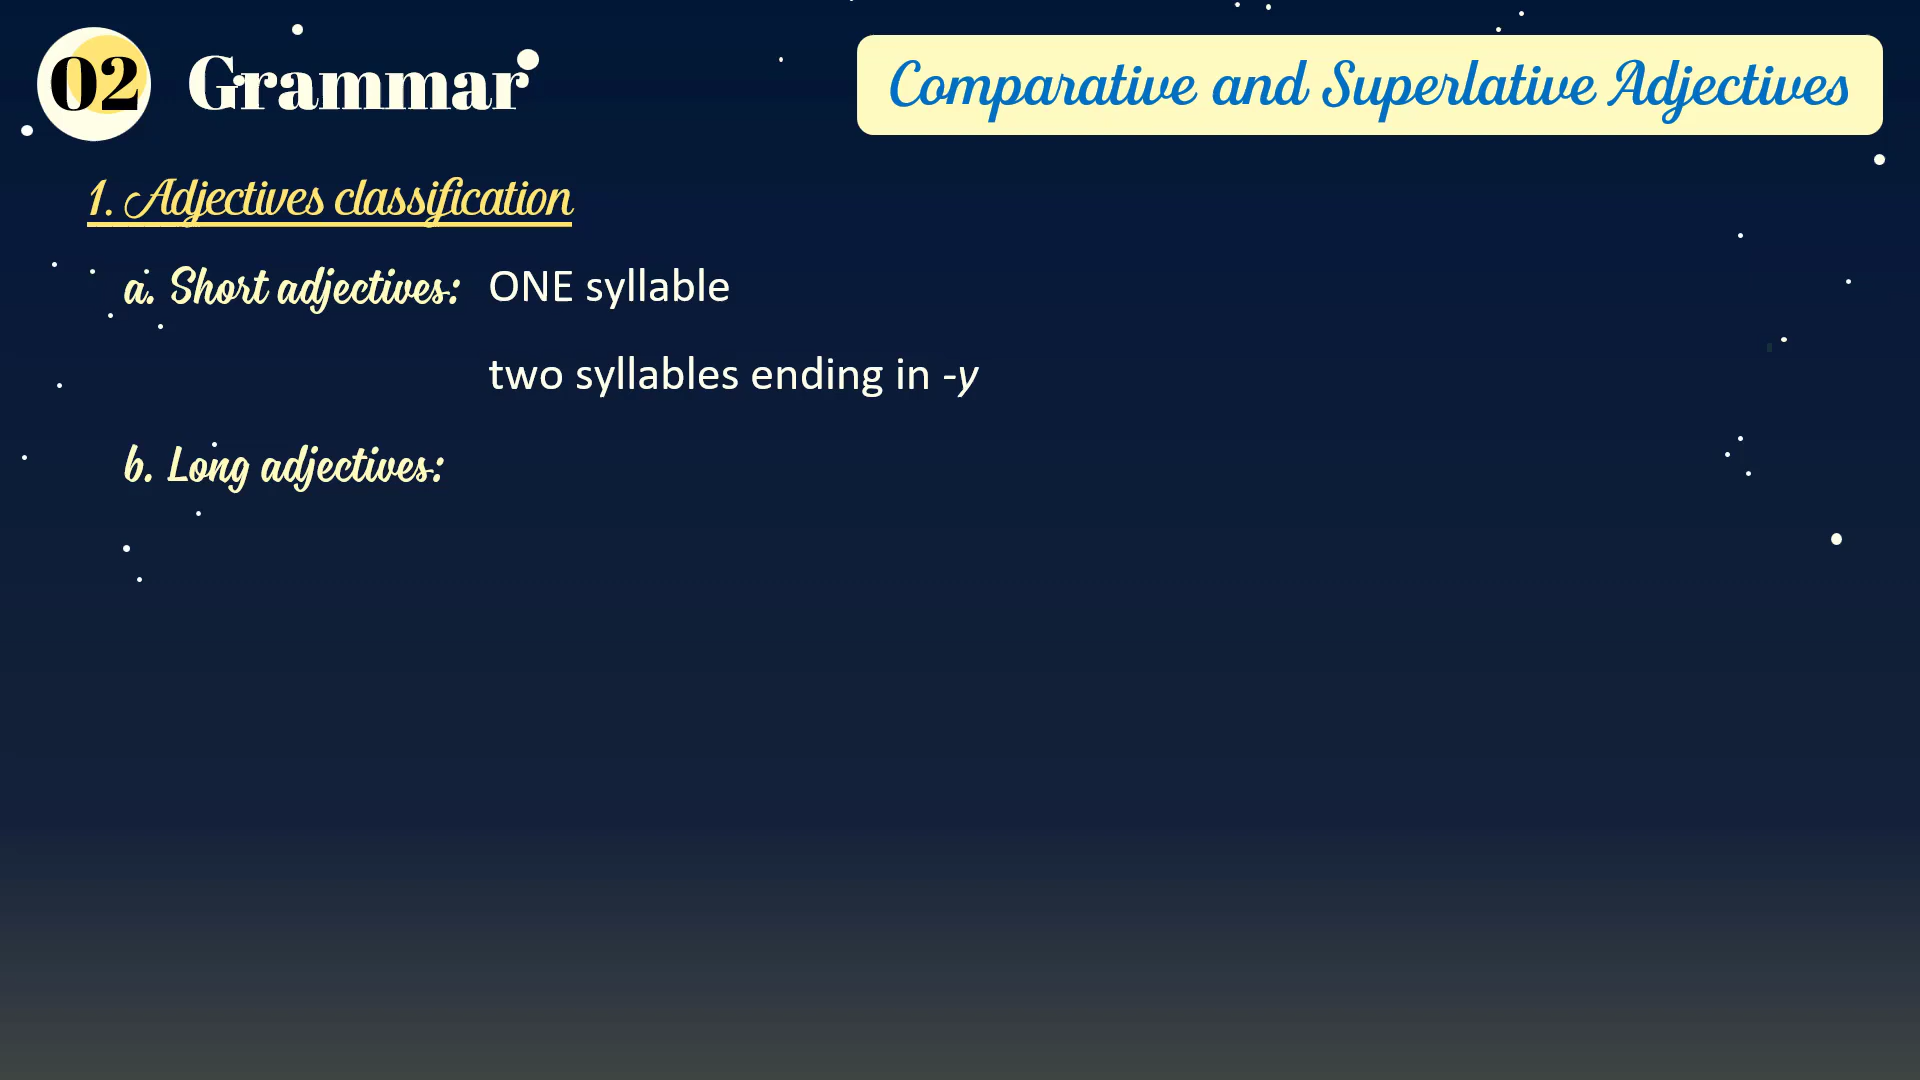 02 Grammar
Comparative and Superlative Adjectives
1. Adjectives classification
a. Short adjectives: ONE syllable
two syllables ending in -y
b. Long adjectives: